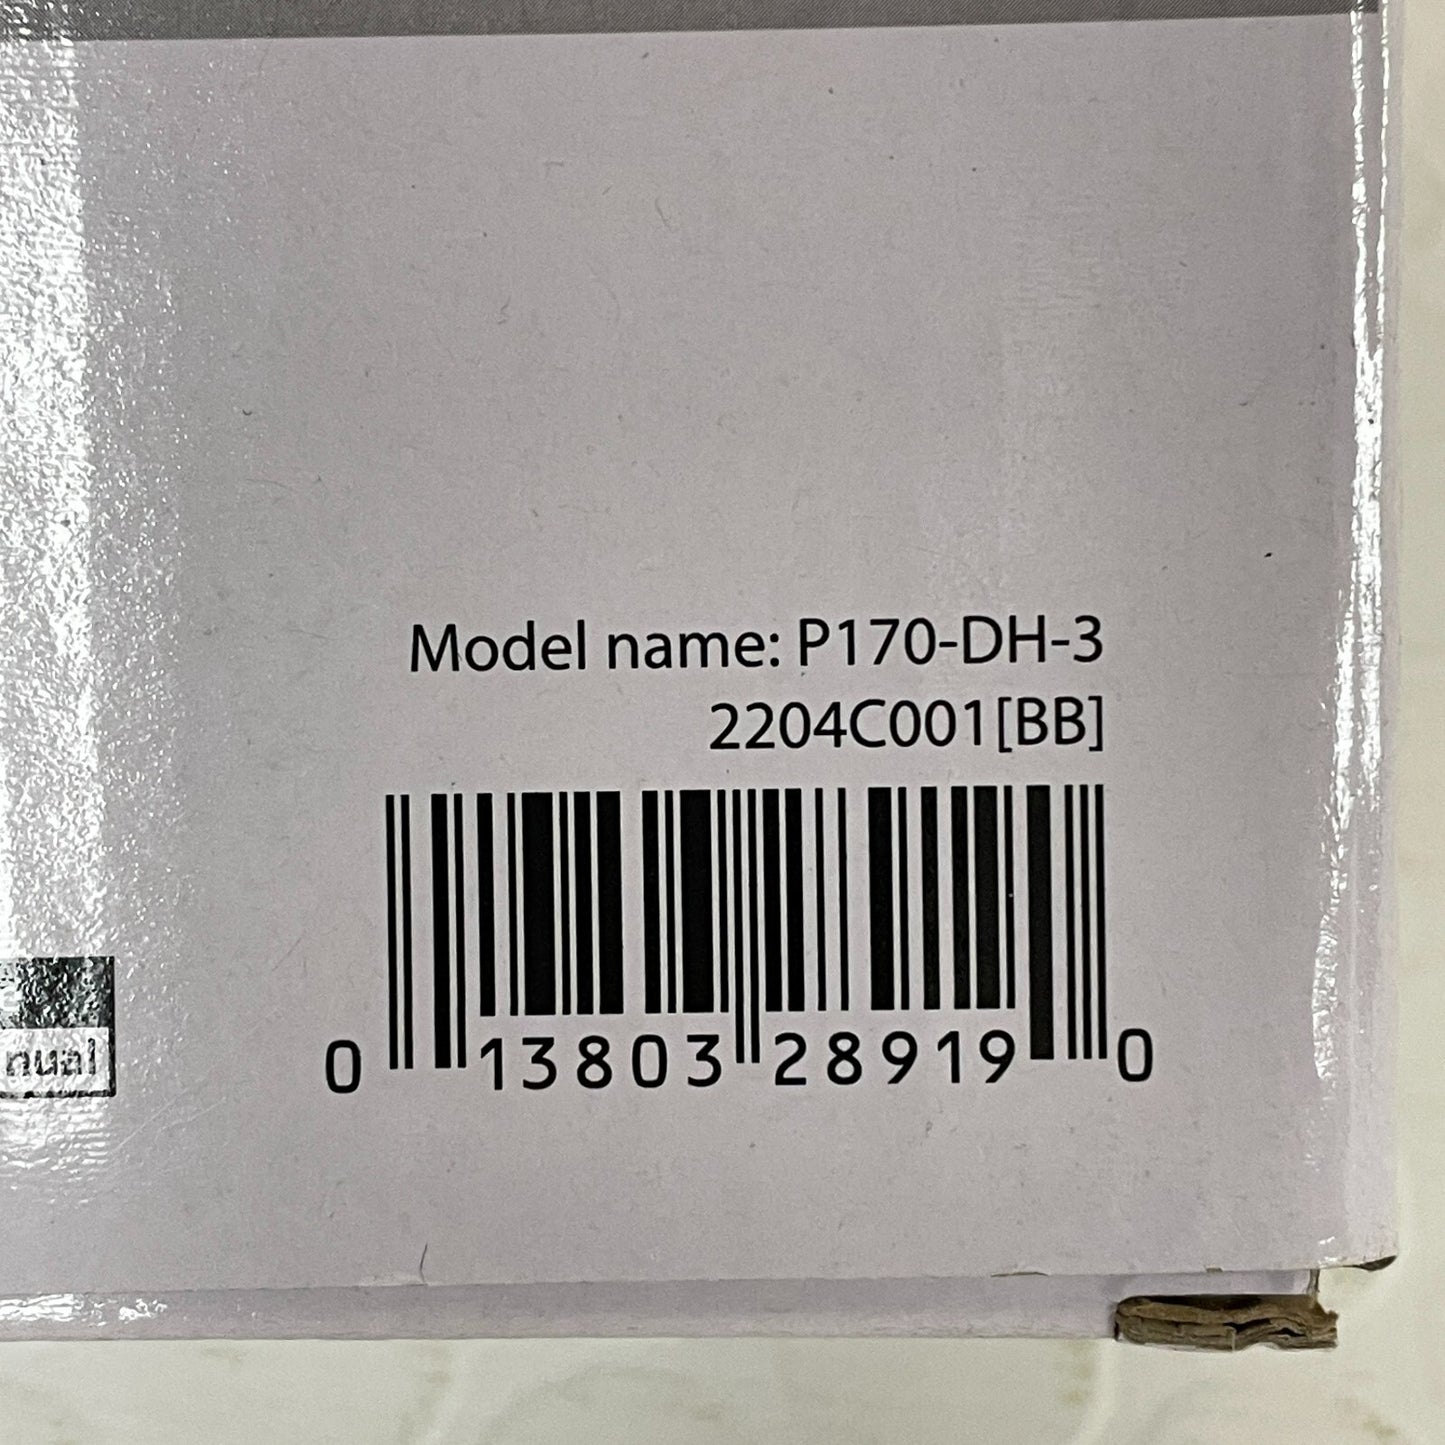 Model name: P170-DH-3
2204C001[BB]
nual
0 13803 28919 0